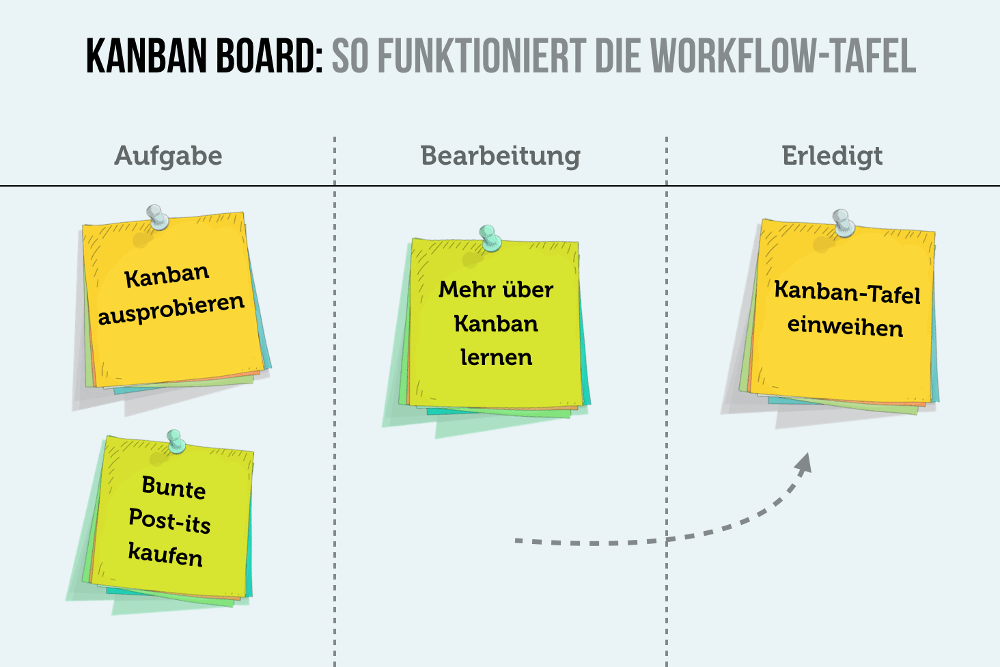 KANBAN BOARD: SO FUNKTIONIERT DIE WORKFLOW-TAFEL
Aufgabe
Bearbeitung
Erledigt
Kanban
ausprobieren
Bunte
Post-its
kaufen
Mehr über
Kanban
lernen
Kanban-Tafel
einweihen